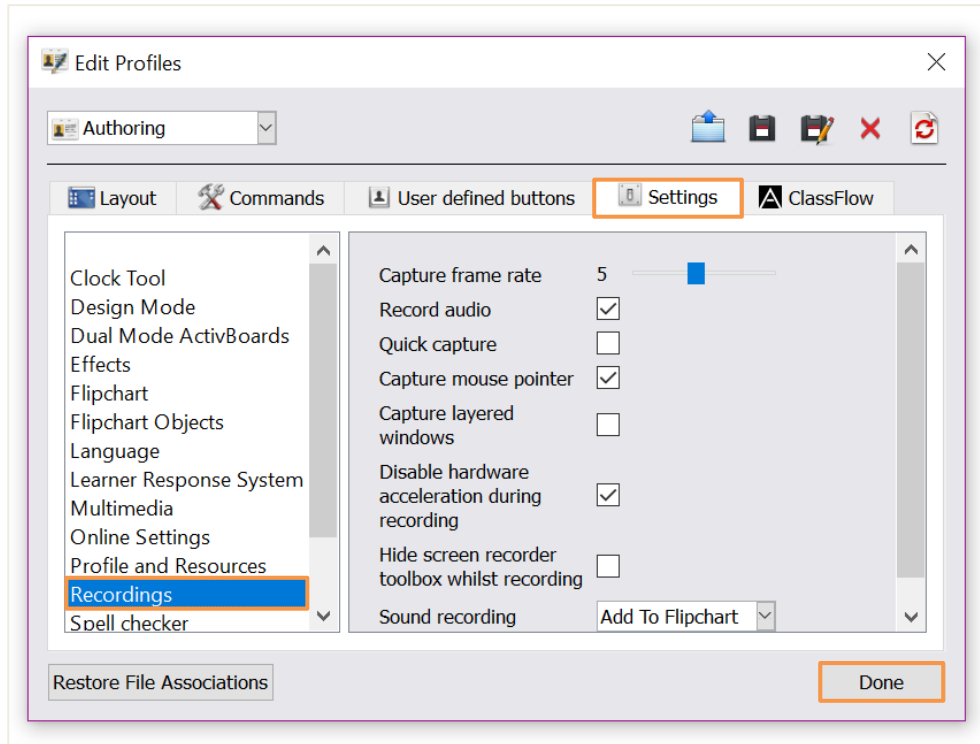 Edit Profiles
Authoring
Layout
Commands
User defined buttons
Settings
ClassFlow
Clock Tool
Design Mode
Dual Mode ActivBoards
Effects
Flipchart
Flipchart Objects
Language
Learner Response System
Multimedia
Online Settings
Profile and Resources
Recordings
Spell checker
Capture frame rate 5
Record audio
Quick capture
Capture mouse pointer
Capture layered
windows
Disable hardware
acceleration during
recording
Hide screen recorder
toolbox whilst recording
Sound recording Add To Flipchart
Restore File Associations
Done